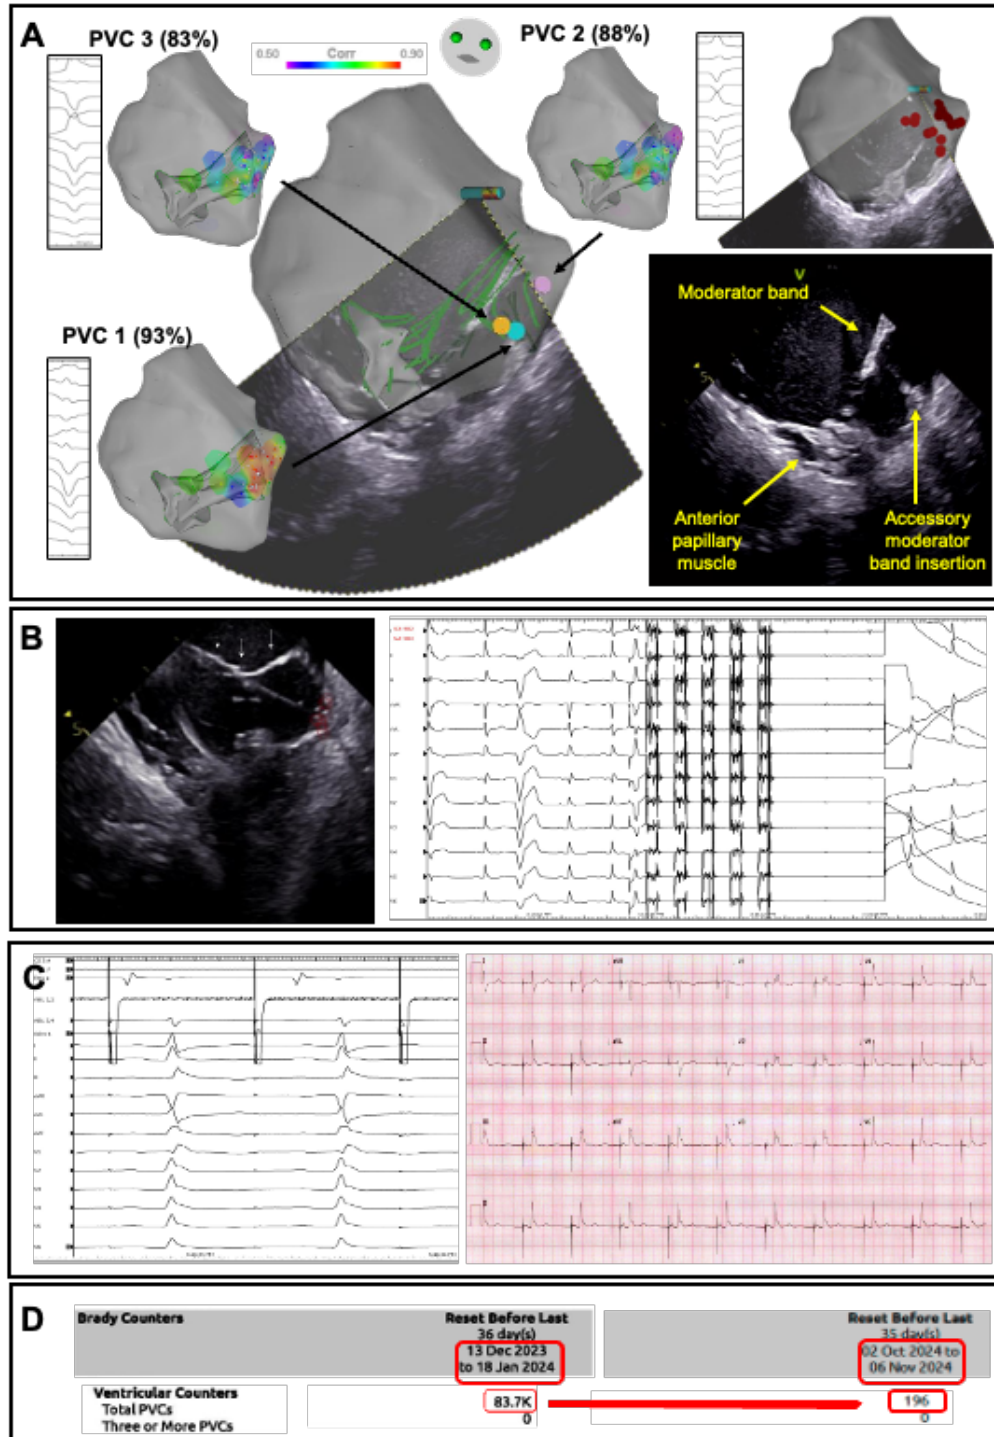 A
PVC 3 (83%)
0.50 Corr 0.90
PVC 2 (88%)
PVC 1 (93%)
V
Moderator band
S
Anterior
papillary
muscle
Accessory
moderator
band insertion
B
S
C
D
Brady Counters
Reset Before Last
36 day(s)
13 Dec 2023
to 18 Jan 2024
Reset Before Last
35 day(s)
02 Oct 2024 to
06 Nov 2024
Ventricular Counters
Total PVCs
83.7K
196
Three or More PVCs
0
0